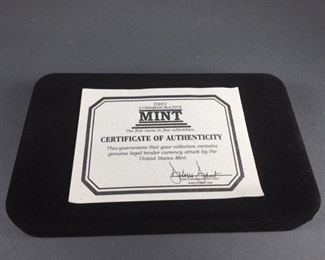 FIRST
COMMEMORATIVE
MINT
The first name in fine collectibles...
CERTIFICATE OF AUTHENTICITY
This guarantees that your collection contains
genuine legal tender currency struck by the
United States Mint.